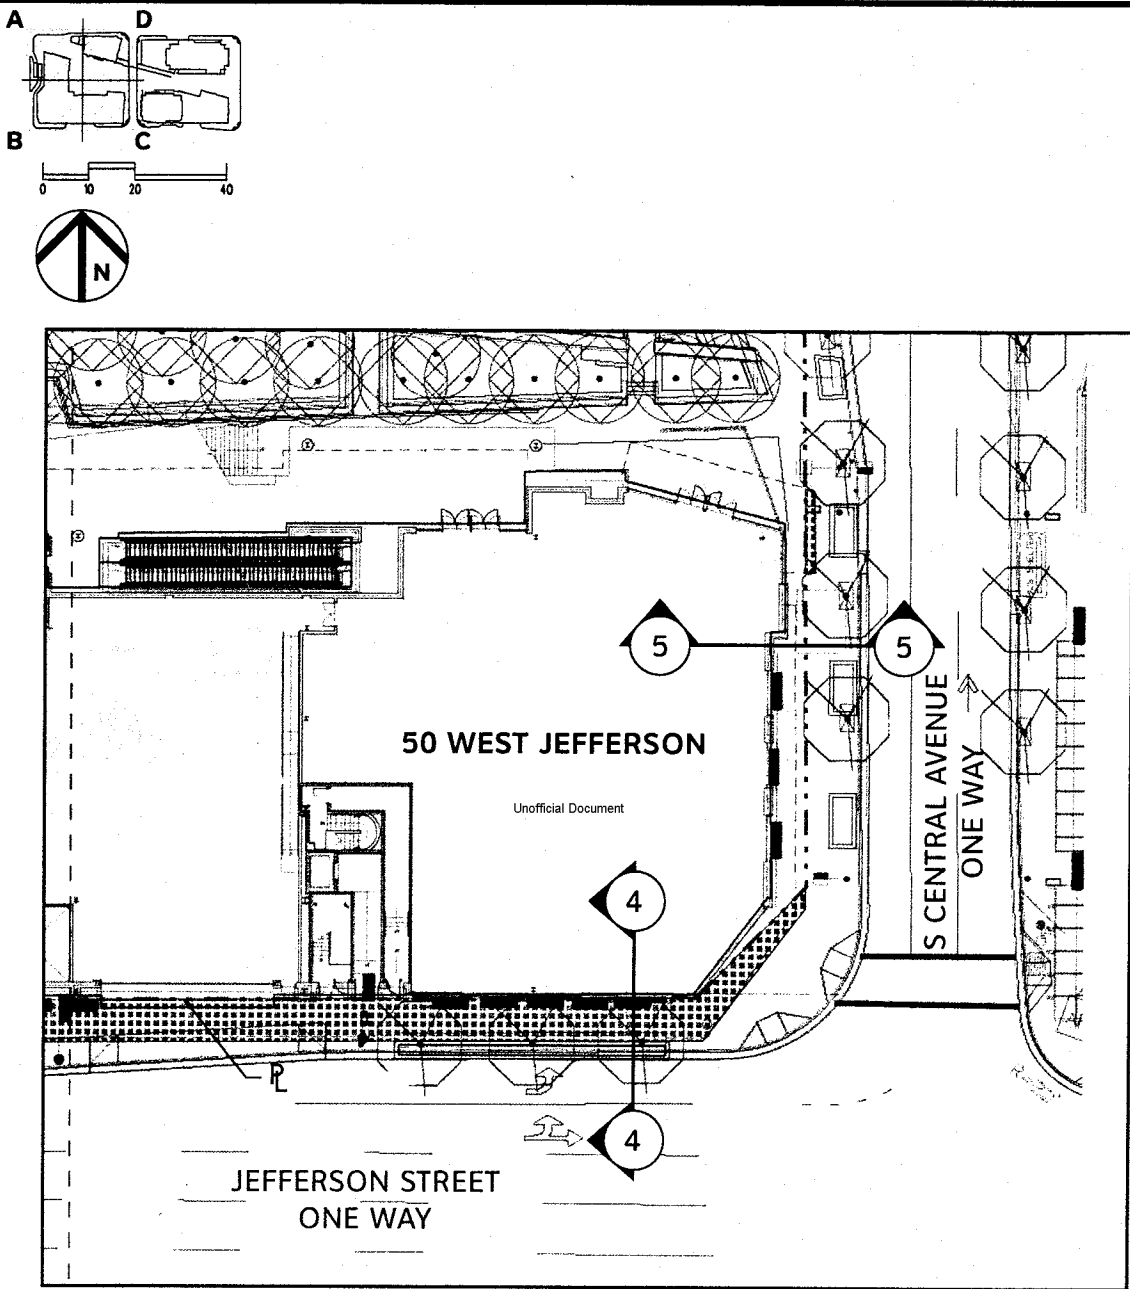 A D
B C
0 10 20 40
N
5 5
50 WEST JEFFERSON
Unofficial Document
S CENTRAL AVENUE
ONE WAY
4
PL
4
JEFFERSON STREET
ONE WAY